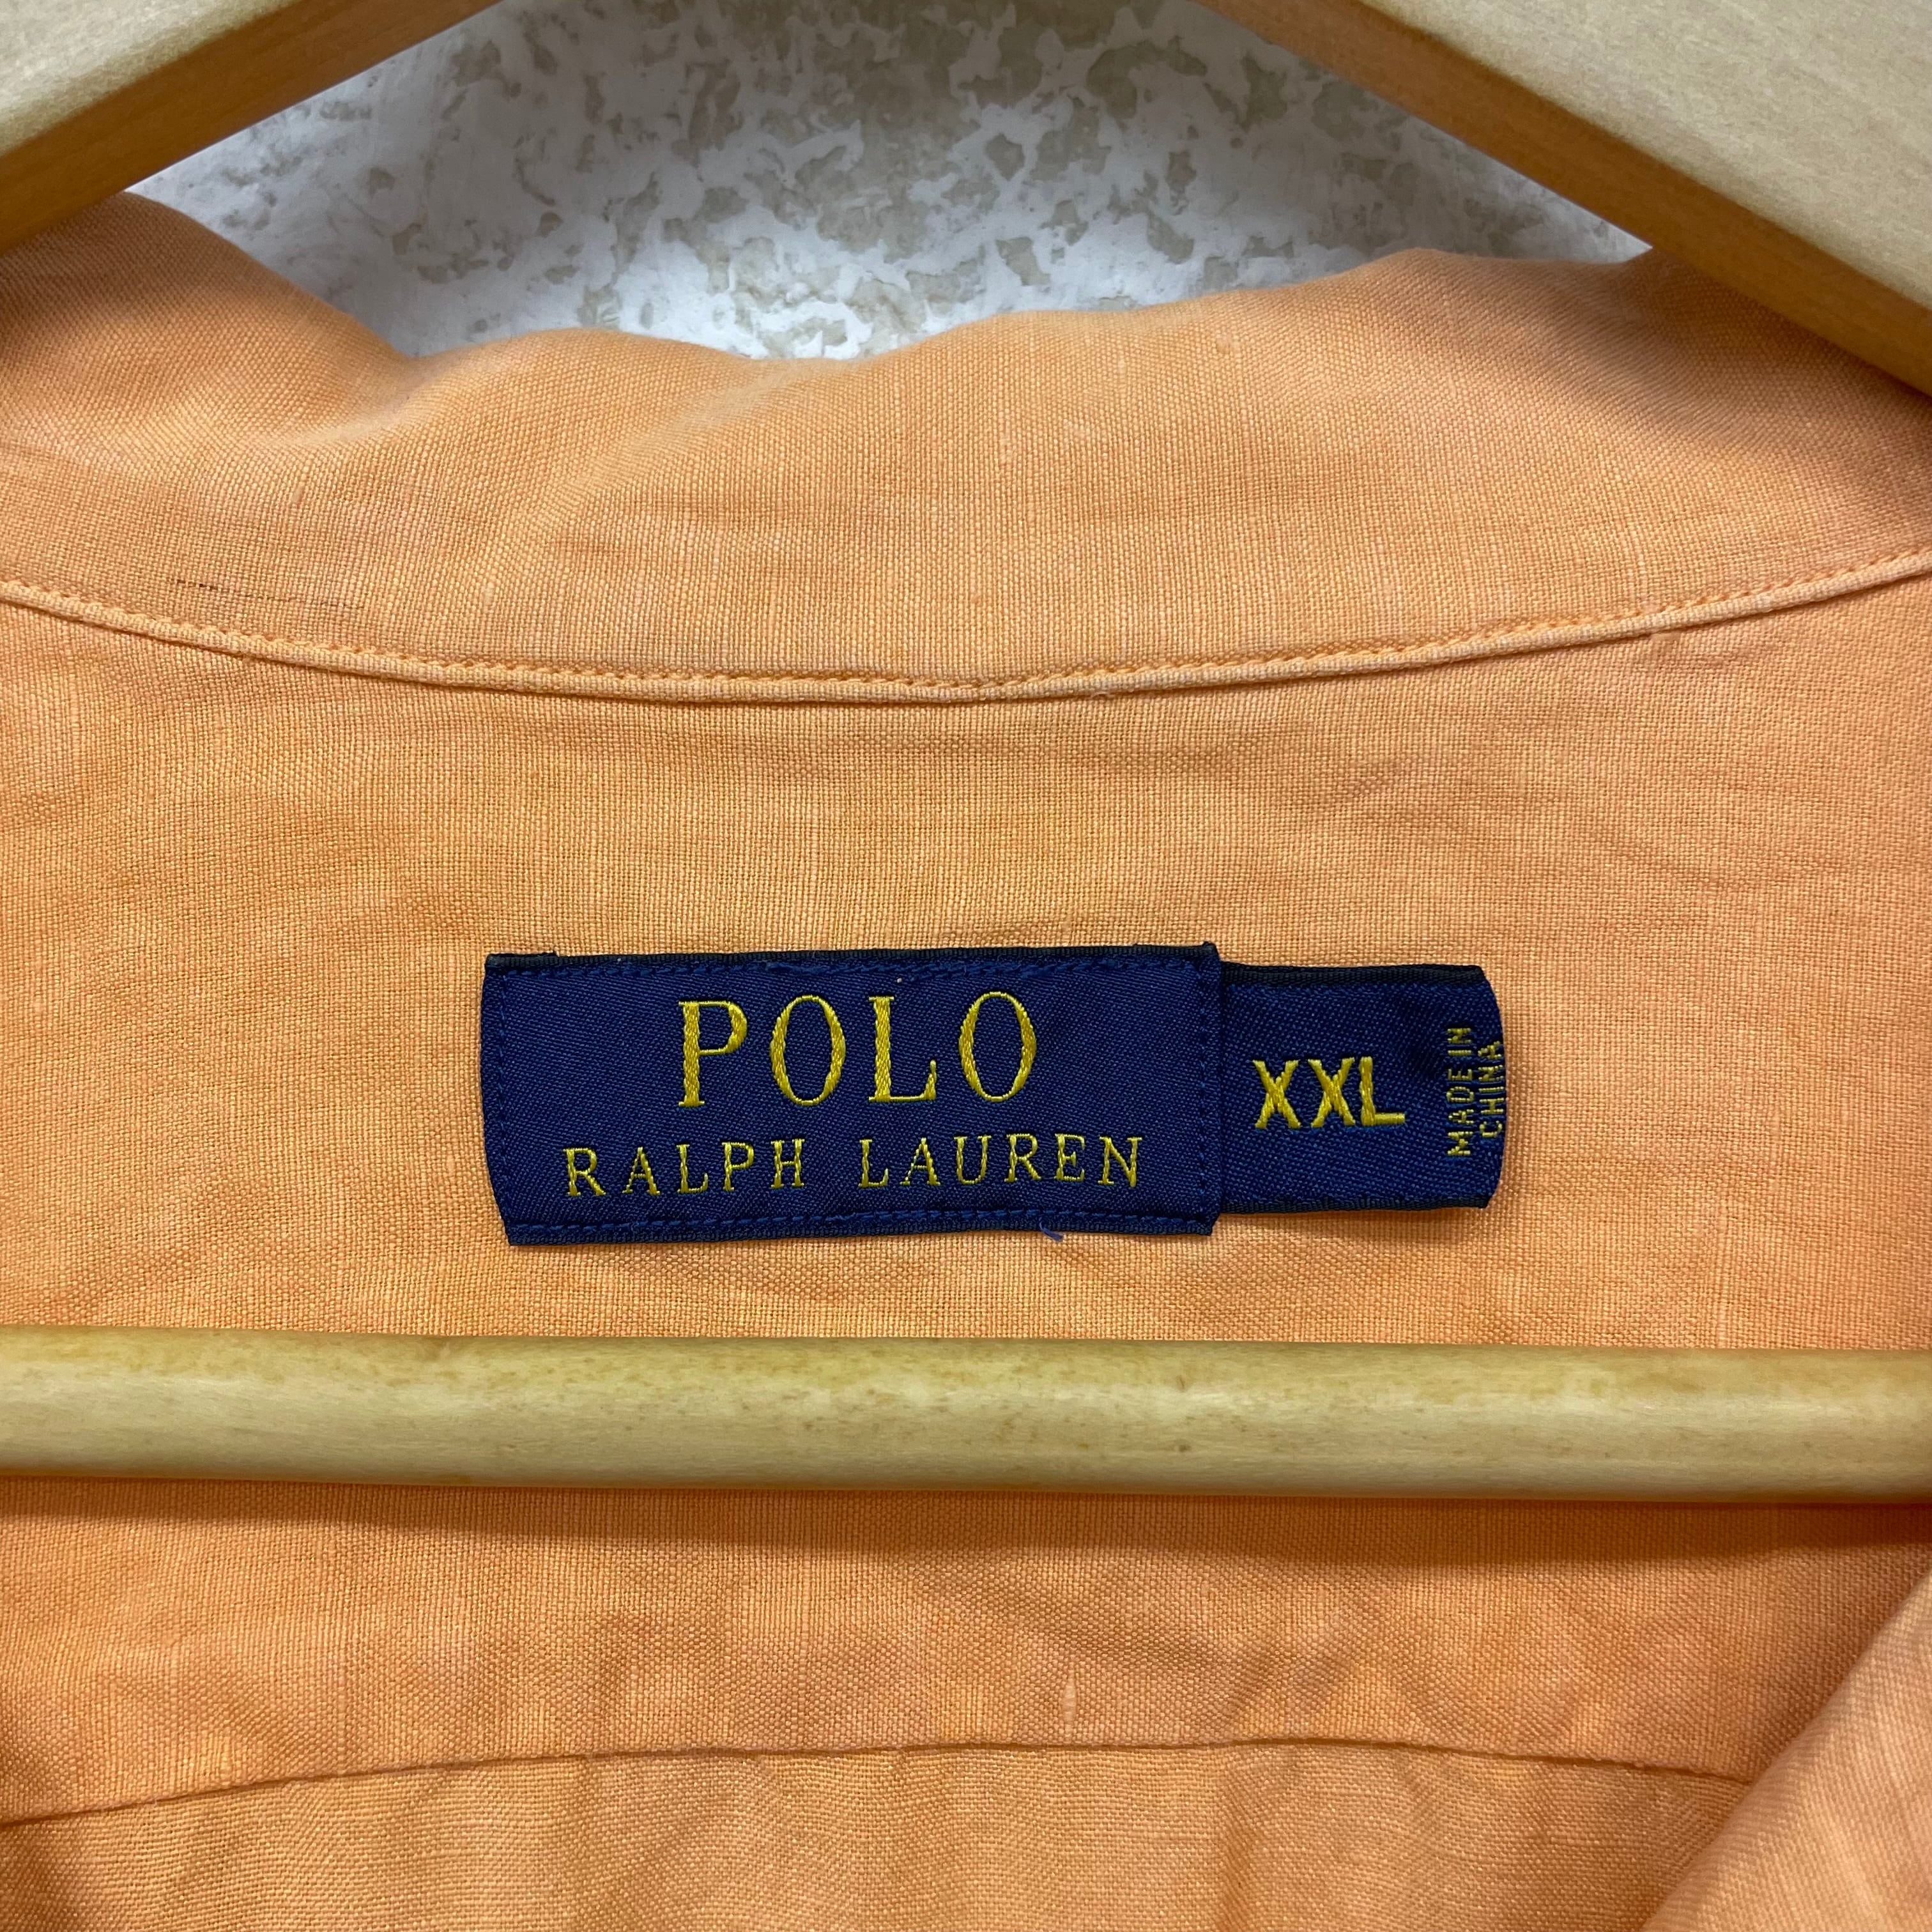 POLO
RALPH LAUREN
XXL
MADE IN
CHINA